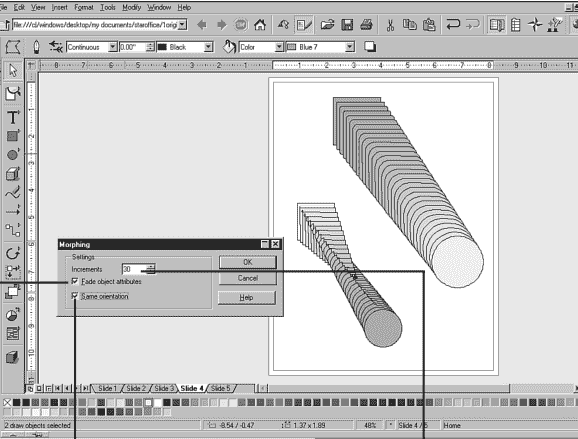 File Edit View Insert Format Tools Modify Window Help
file:///c|/windows/desktop/my documents/staroffice/1origi
Continuous 0.00" Black Color Blue 7
Morphing
Settings
Increments 30
Fade object attributes
Same orientation
OK
Cancel
Help
Slide 1 Slide 2 Slide 3 Slide 4 Slide 5
2 draw objects selected -8.54 / -0.47 1.37 x 1.89 48% * Slide 4 / 5 Home